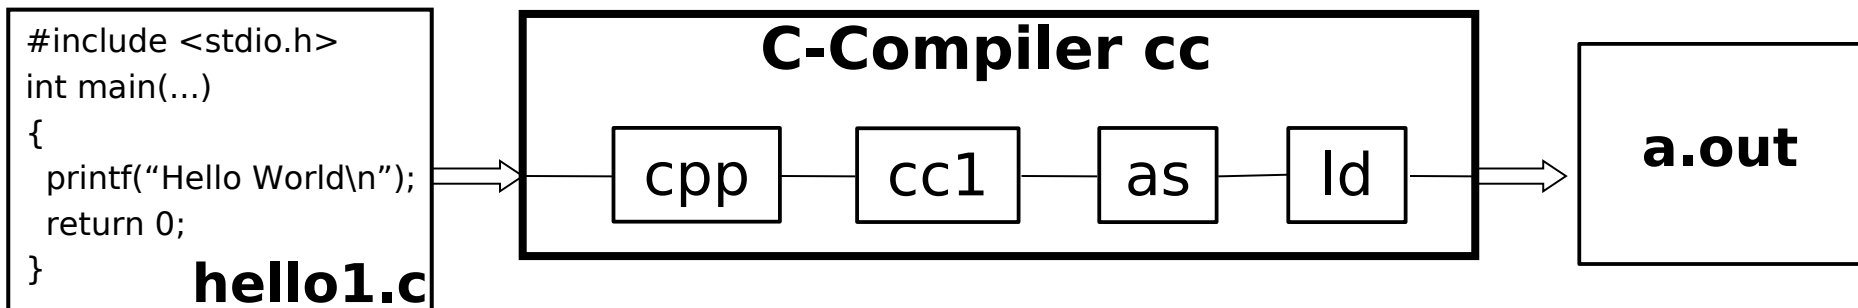 #include <stdio.h>
int main(...)
{
printf(“Hello World\n”);
return 0;
}
hello1.c
C-Compiler cc
cpp
cc1
as
ld
a.out